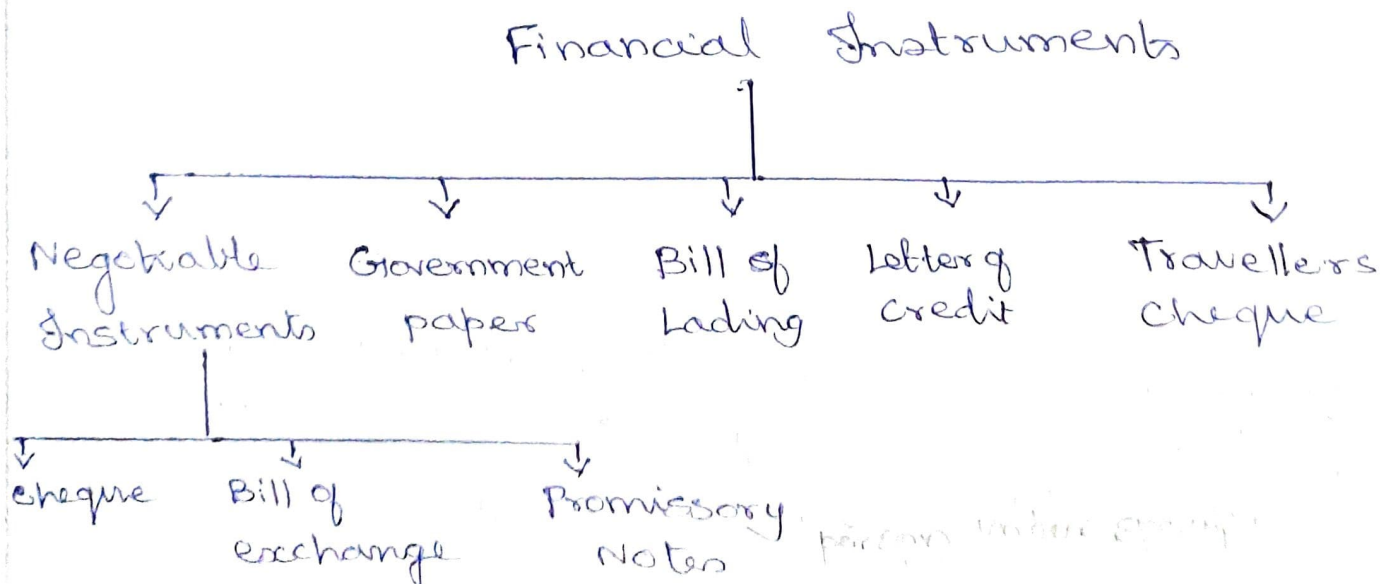 Financial Instruments
Negotiable Instruments
Government paper
Bill of Lading
Letter of credit
Travellers cheque
cheque
Bill of exchange
Promissory Notes